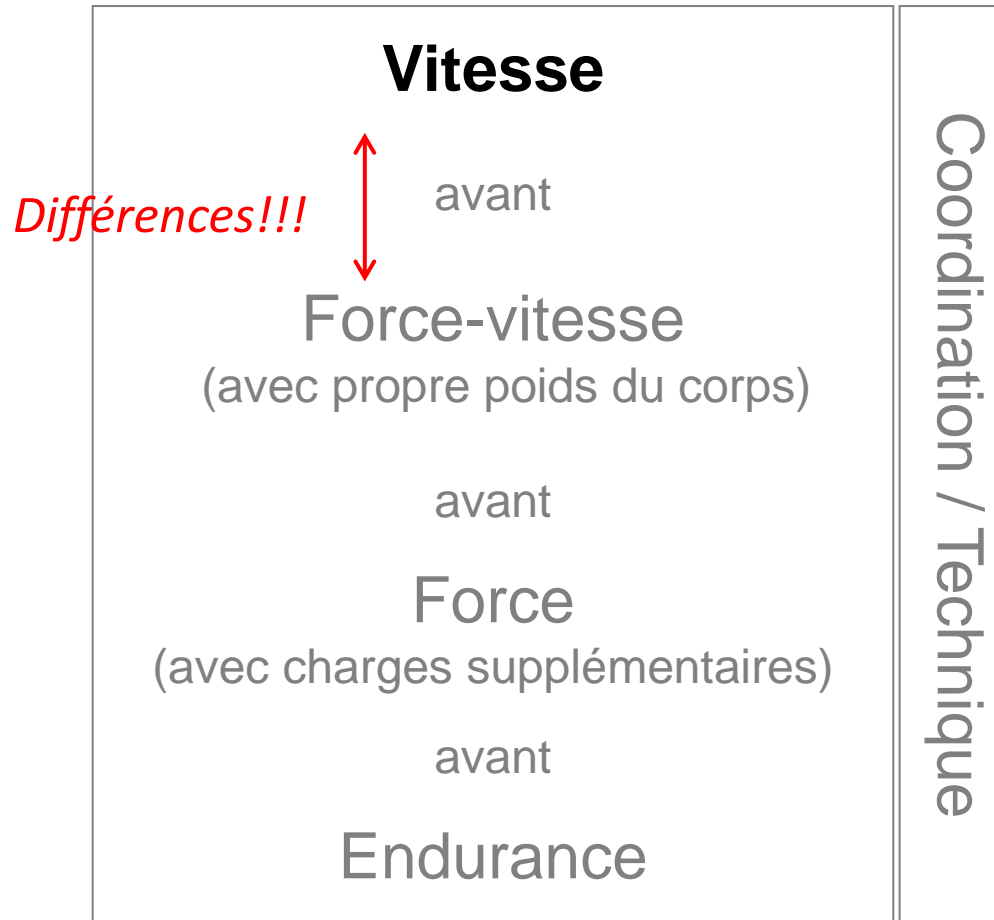 Vitesse
avant
Différences!!!
Force-vitesse
(avec propre poids du corps)
avant
Force
(avec charges supplémentaires)
avant
Endurance
Coordination / Technique